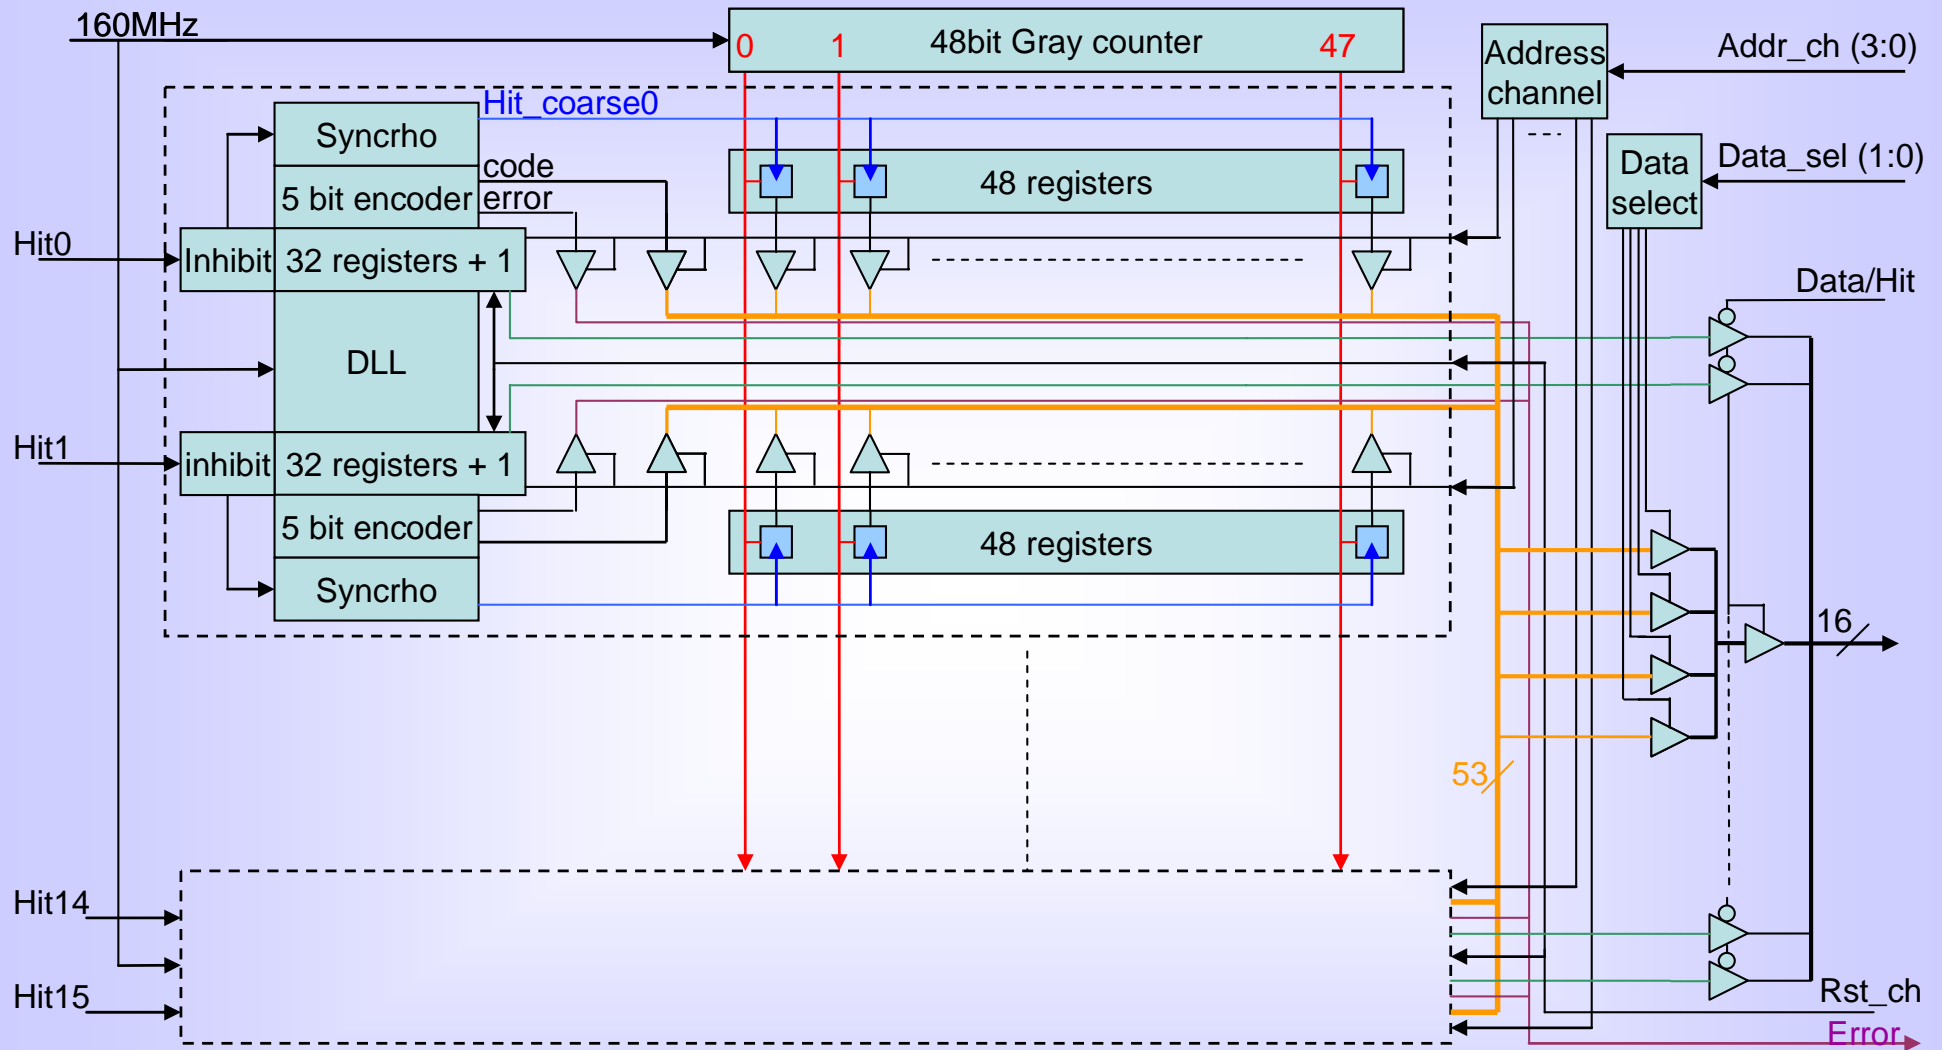 160MHz
0 1 47 48bit Gray counter
Address
channel
Addr_ch (3:0)
Hit_coarse0
Syncrho
code
5 bit encoder
error
48 registers
Data
select
Data_sel (1:0)
Hit0
Inhibit
32 registers + 1
Data/Hit
DLL
Hit1
inhibit
32 registers + 1
5 bit encoder
48 registers
Syncrho
16
53
Hit14
Hit15
Rst_ch
Error